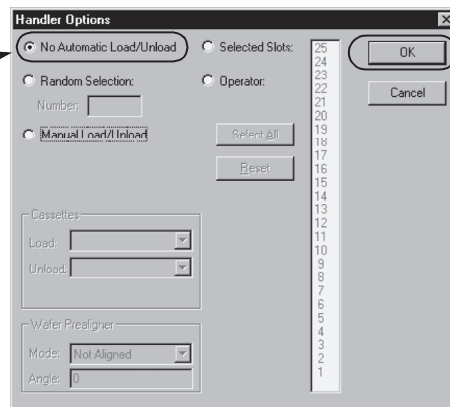 Handler Options
No Automatic Load/Unload
Selected Slots:
Random Selection:
Operator:
Number:
Manual Load/Unload
Select All
Reset
Cassettes
Load:
Unload:
Wafer Prealigner
Mode: Not Aligned
Angle: 0
25
24
23
22
21
20
19
18
17
16
15
14
13
12
11
10
9
8
7
6
5
4
3
2
1
OK
Cancel